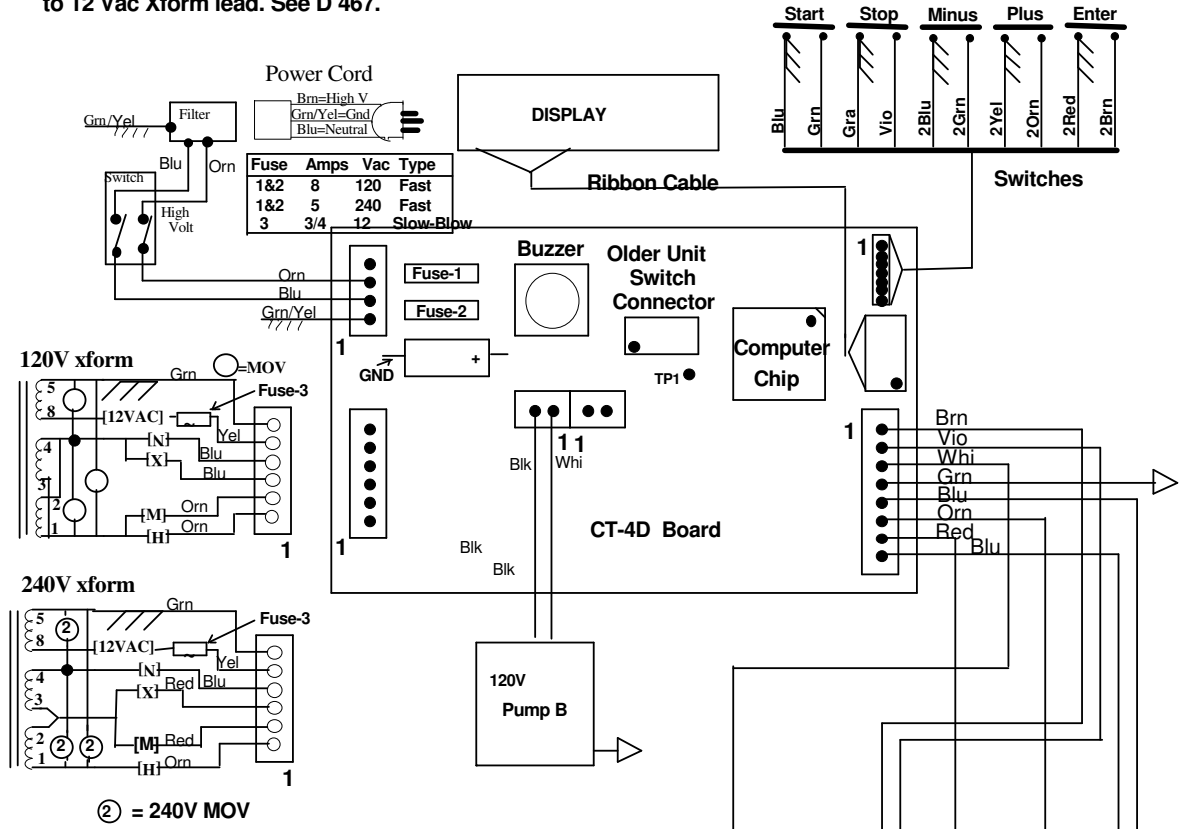 to 12 Vac Xform lead. See D 467.
Start Stop Minus Plus Enter
Blu Grn Gra Vio 2Blu 2Grn 2Yel 2Orn 2Red 2Brn
Switches
Power Cord
Brn=High V
Grn/Yel=Gnd
Blu=Neutral
Filter
Grn/Yel
Blu Orn
Switch
High
Volt
Fuse Amps Vac Type
1&2 8 120 Fast
1&2 5 240 Fast
3 3/4 12 Slow-Blow
DISPLAY
Ribbon Cable
Orn
Blu
Grn/Yel
1
Fuse-1
Fuse-2
GND
+
Buzzer
Older Unit
Switch
Connector
TP1
Computer
Chip
1
1 1
Blk Whi
CT-4D Board
Blk
Blk
1
1
Brn
Vio
Whi
Grn
Blu
Orn
Red
Blu
120V
Pump B
120V xform
=MOV
Grn
Fuse-3
5
8
[12VAC]
~
Yel
4
[N]
Blu
[X]
Blu
3
2
[M]
Orn
1
[H]
Orn
1
240V xform
Grn
Fuse-3
5
2
8
[12VAC]
~
Yel
4
[N]
Blu
[X]
Red
3
2
2 2
[M]
Red
1
[H]
Orn
1
2 = 240V MOV